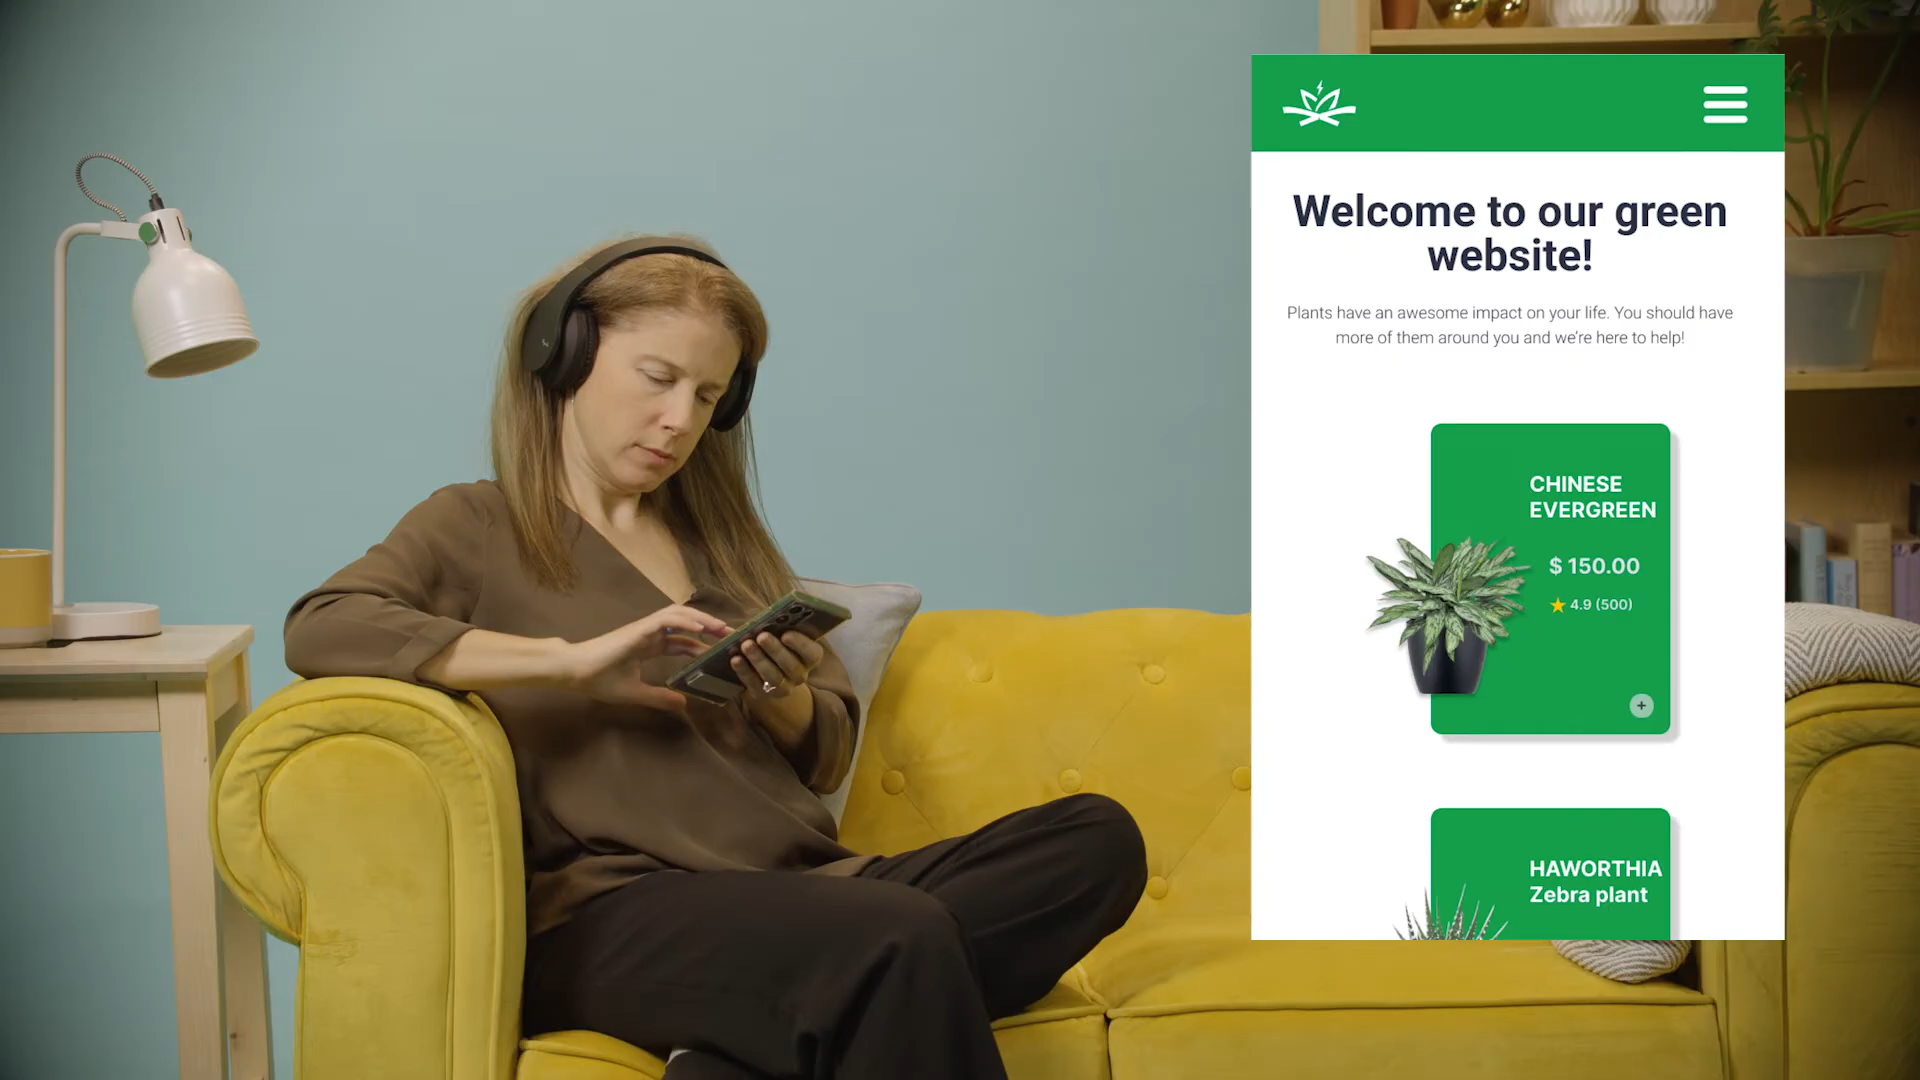 Welcome to our green
website!
Plants have an awesome impact on your life. You should have
more of them around you and we're here to help!
CHINESE
EVERGREEN
$ 150.00
4.9 (500)
+
HAWORTHIA
Zebra plant